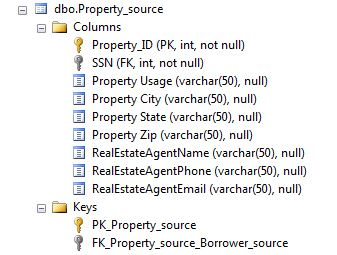 dbo.Property_source
Columns
Property_ID (PK, int, not null)
SSN (FK, int, not null)
Property Usage (varchar(50), null)
Property City (varchar(50), null)
Property State (varchar(50), null)
Property Zip (varchar(50), null)
RealEstateAgentName (varchar(50), null)
RealEstateAgentPhone (varchar(50), null)
RealEstateAgentEmail (varchar(50), null)
Keys
PK_Property_source
FK_Property_source_Borrower_source